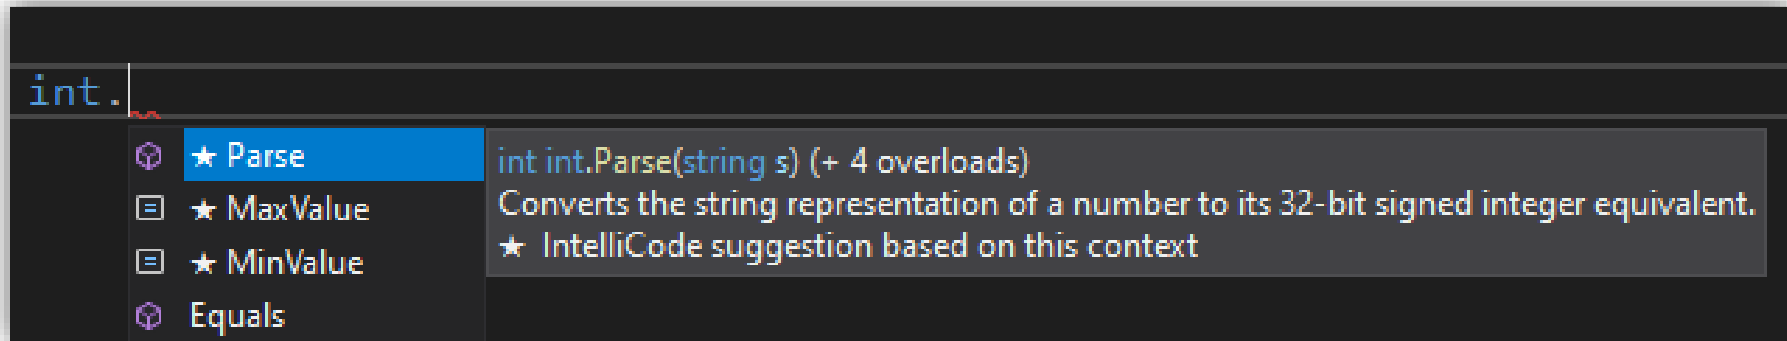 int.
★ Parse
★ MaxValue
★ MinValue
Equals
int int.Parse(string s) (+ 4 overloads)
Converts the string representation of a number to its 32-bit signed integer equivalent.
★ IntelliCode suggestion based on this context